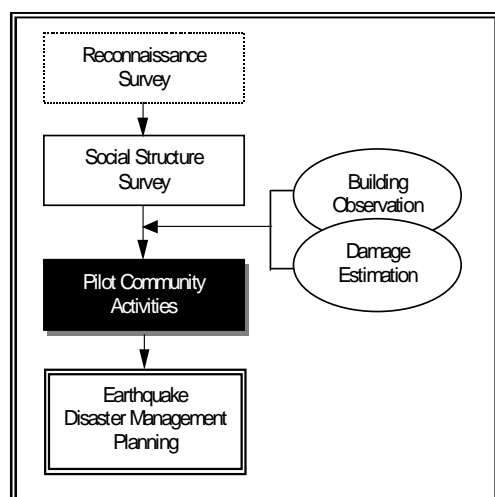 Reconnaissance
Survey
Social Structure
Survey
Building
Observation
Damage
Estimation
Pilot Community
Activities
Earthquake
Disaster Management
Planning